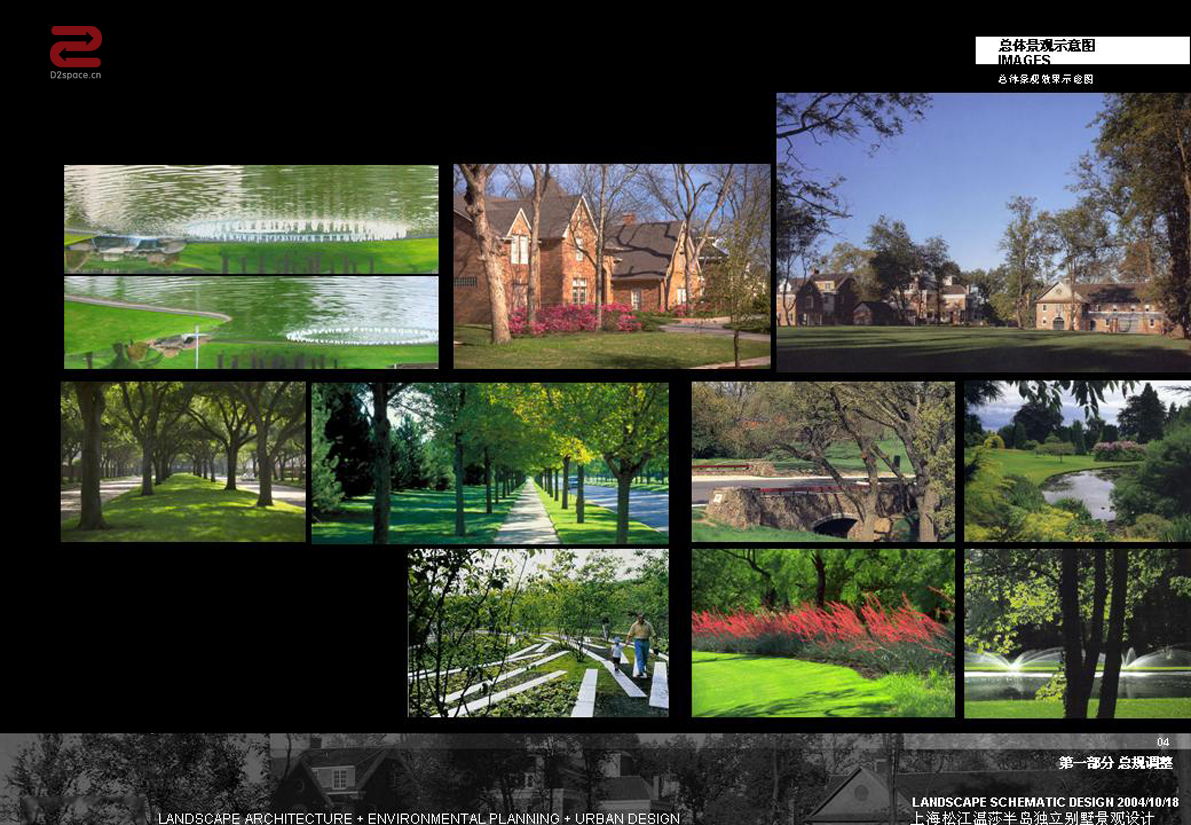 D2space.cn
总体景观示意图
IMAGES
总体景观效果示意图
04
第一部分 总规调整
LANDSCAPE SCHEMATIC DESIGN 2004/10/18
LANDSCAPE ARCHITECTURE + ENVIRONMENTAL PLANNING + URBAN DESIGN
上海松江温莎半岛独立别墅景观设计